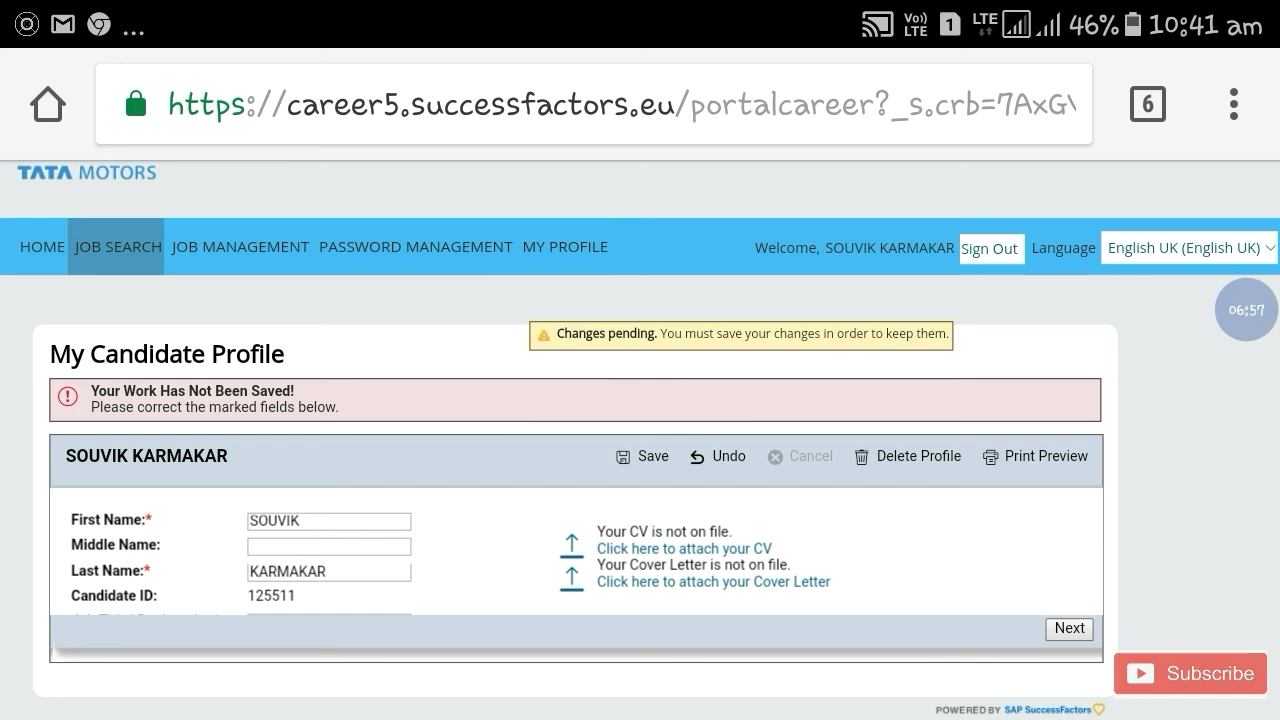 ... Vo)) LTE 1 LTE 46% 10:41 am
https://career5.successfactors.eu/portalcareer?_s.crb=7AxG 6
TATA MOTORS
HOME JOB SEARCH JOB MANAGEMENT PASSWORD MANAGEMENT MY PROFILE Welcome, SOUVIK KARMAKAR Sign Out Language English UK (English UK)
06:57
Changes pending. You must save your changes in order to keep them.
My Candidate Profile
Your Work Has Not Been Saved!
Please correct the marked fields below.
SOUVIK KARMAKAR Save Undo Cancel Delete Profile Print Preview
First Name:* SOUVIK
Middle Name:
Last Name:* KARMAKAR
Candidate ID: 125511
Your CV is not on file.
Click here to attach your CV
Your Cover Letter is not on file.
Click here to attach your Cover Letter
Next
Subscribe
POWERED BY SAP SuccessFactors